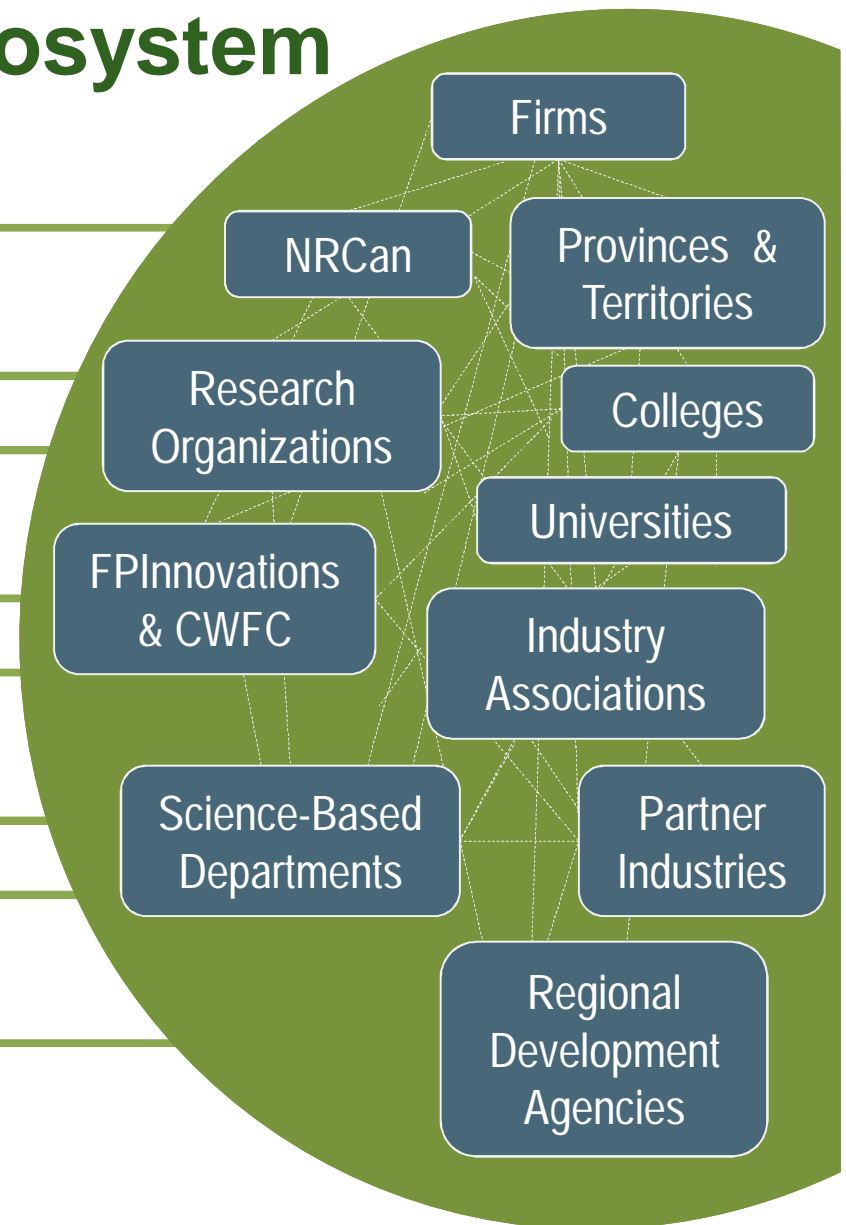 osystem
Firms
NRCan
Provinces &
Territories
Research
Organizations
Colleges
Universities
FPInnovations
& CWFC
Industry
Associations
Science-Based
Departments
Partner
Industries
Regional
Development
Agencies